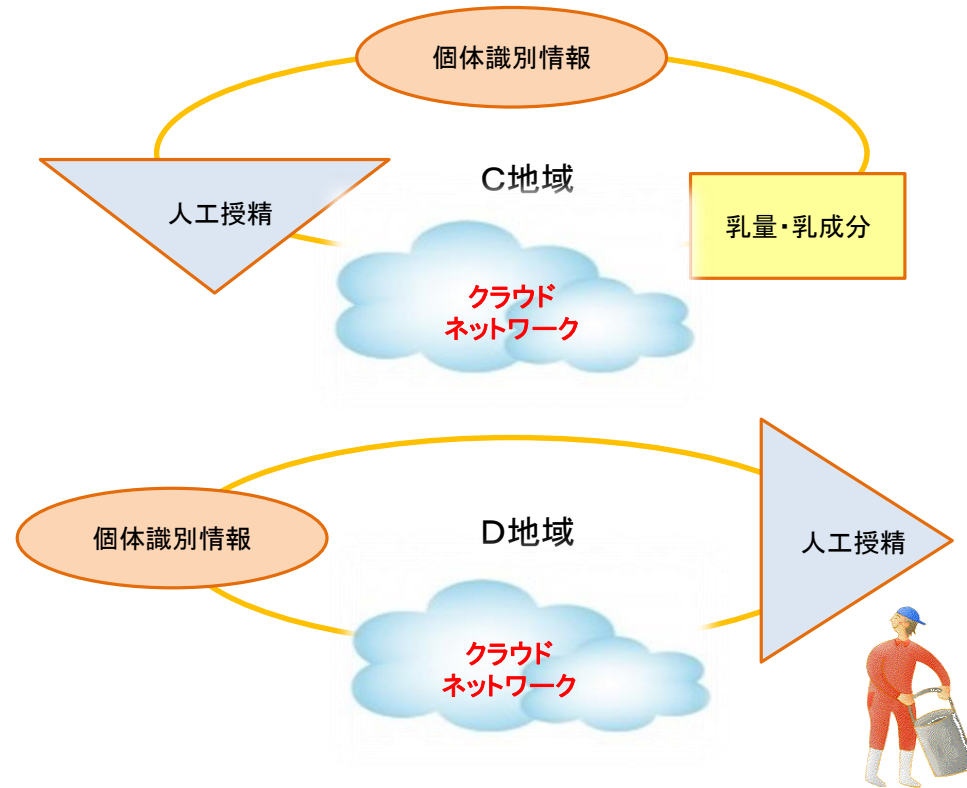 個体識別情報
C地域
人工授精
乳量・乳成分
クラウド
ネットワーク
個体識別情報
D地域
人工授精
クラウド
ネットワーク